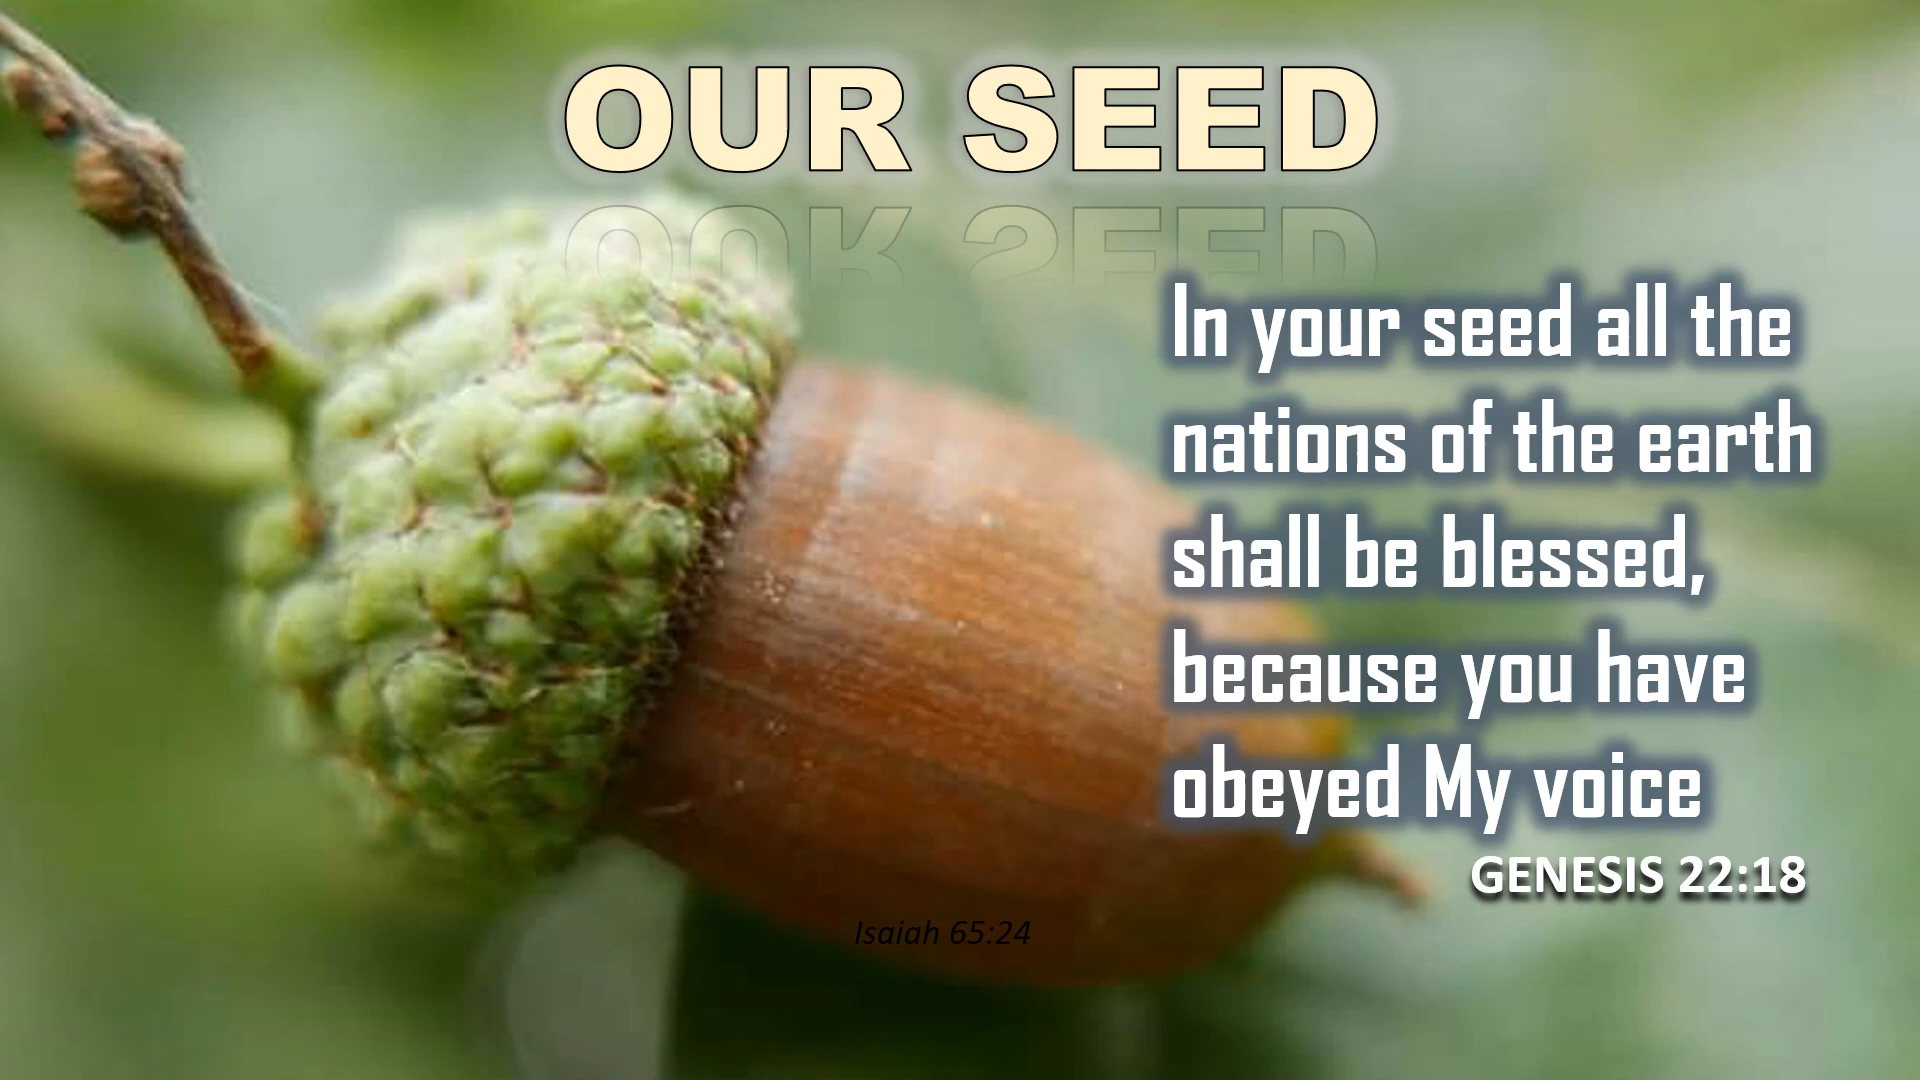 OUR SEED
In your seed all the
nations of the earth
shall be blessed,
because you have
obeyed My voice
GENESIS 22:18
Isaiah 65:24